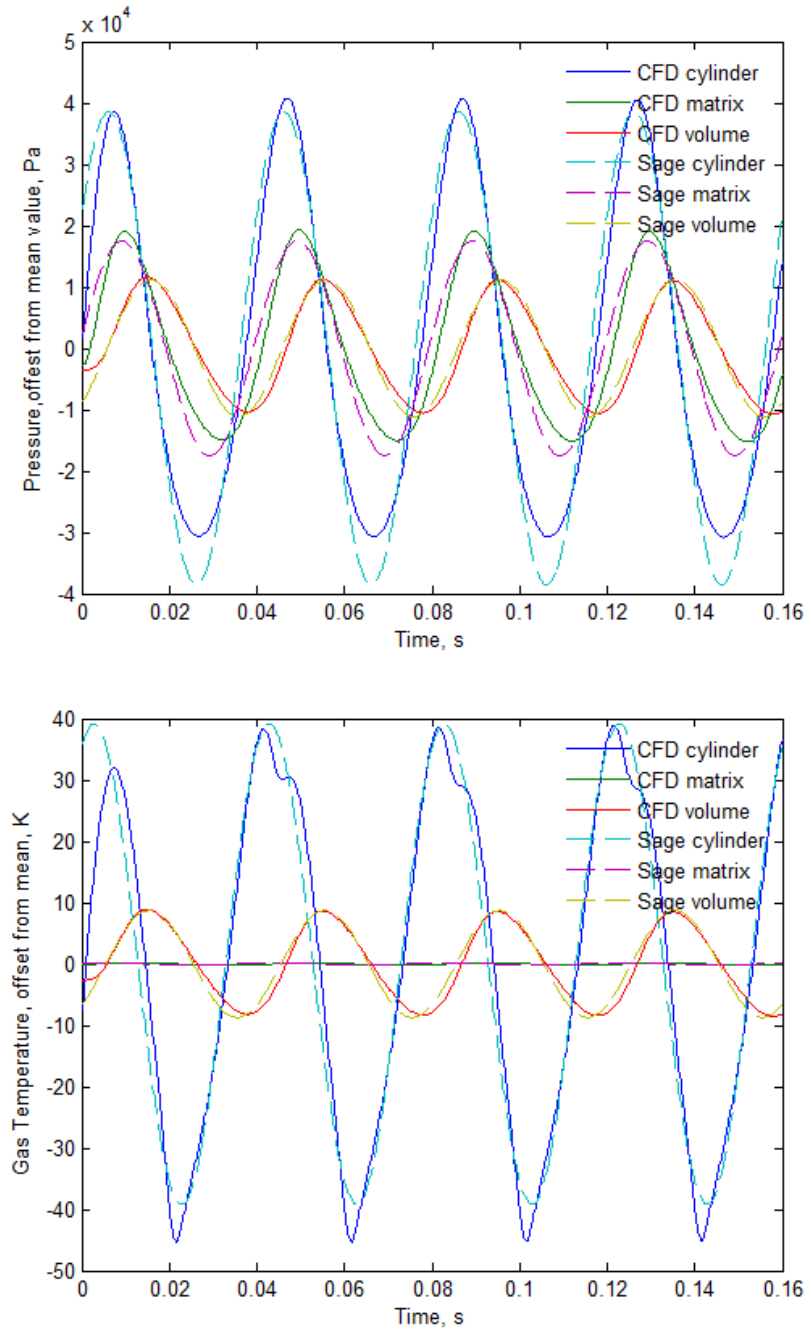 x 10^4
5
4
3
2
1
0
-1
-2
-3
-4
Pressure,offest from mean value, Pa
CFD cylinder
CFD matrix
CFD volume
Sage cylinder
Sage matrix
Sage volume
0 0.02 0.04 0.06 0.08 0.1 0.12 0.14 0.16
Time, s
40
30
20
10
0
-10
-20
-30
-40
-50
Gas Temperature, offset from mean, K
CFD cylinder
CFD matrix
CFD volume
Sage cylinder
Sage matrix
Sage volume
0 0.02 0.04 0.06 0.08 0.1 0.12 0.14 0.16
Time, s